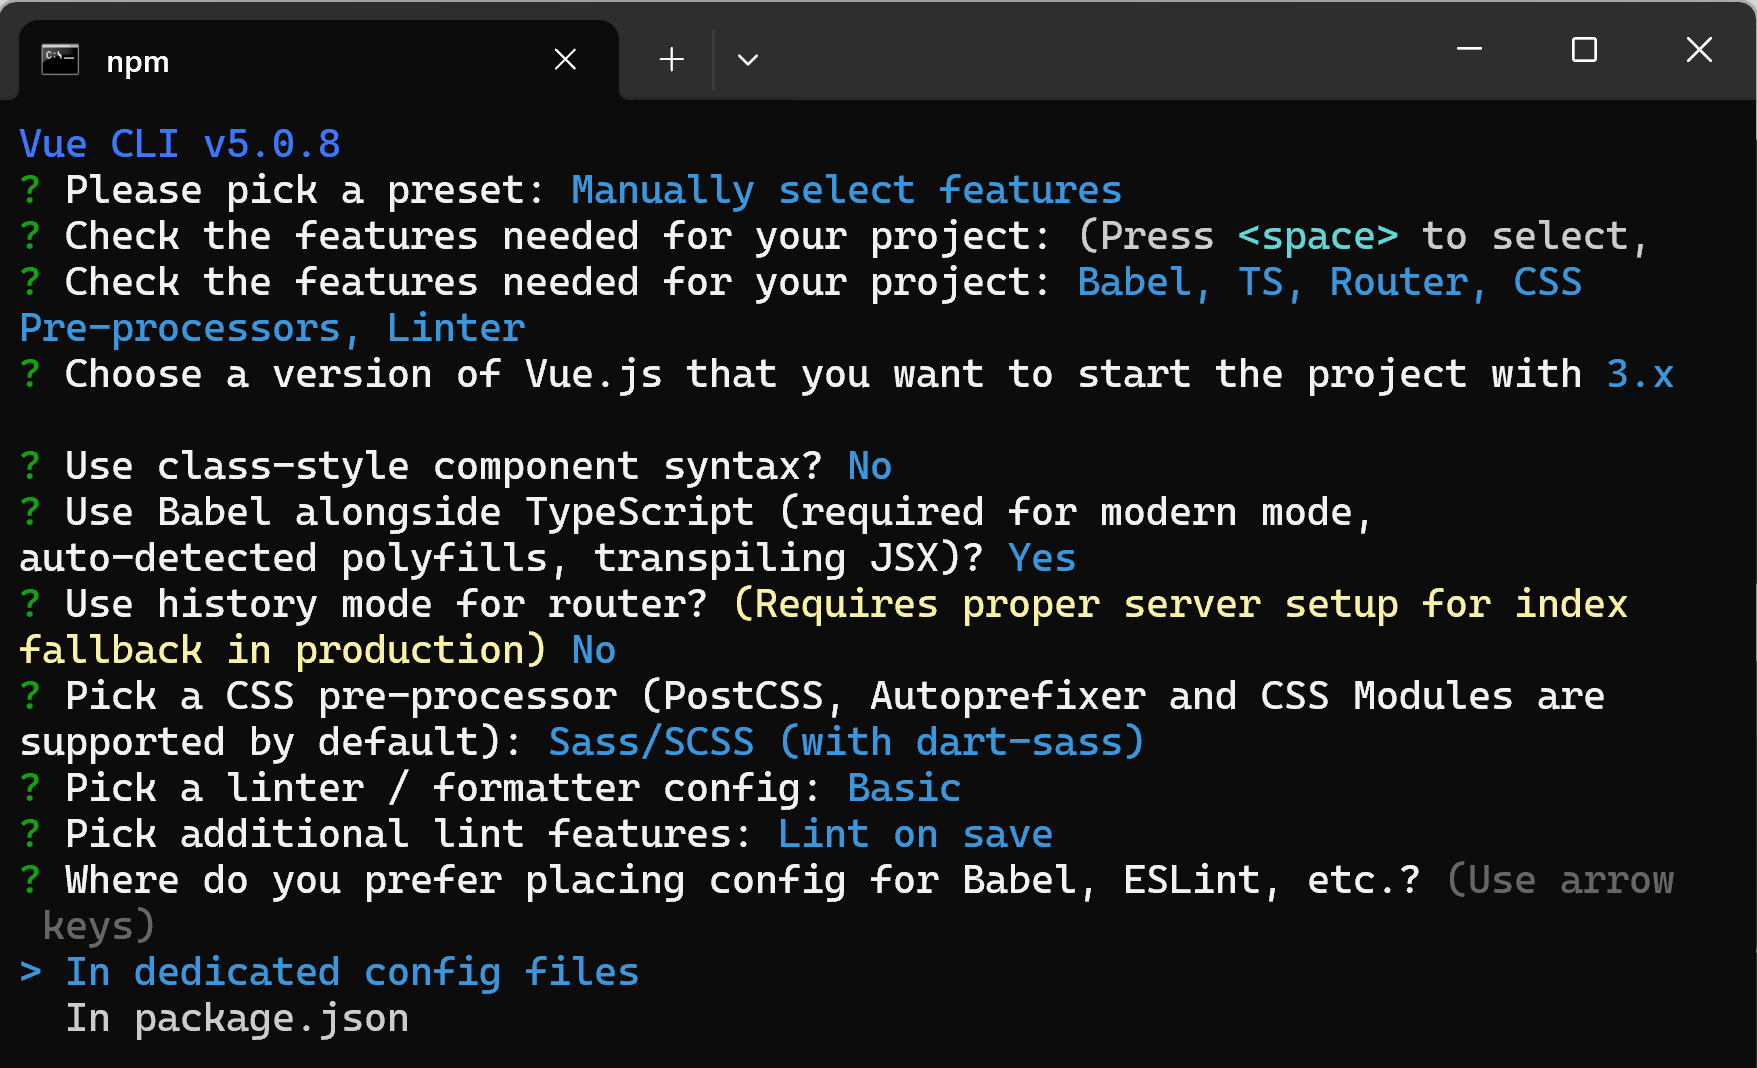 npm
Vue CLI v5.0.8
? Please pick a preset: Manually select features
? Check the features needed for your project: (Press <space> to select,
? Check the features needed for your project: Babel, TS, Router, CSS
Pre-processors, Linter
? Choose a version of Vue.js that you want to start the project with 3.x
? Use class-style component syntax? No
? Use Babel alongside TypeScript (required for modern mode,
auto-detected polyfills, transpiling JSX)? Yes
? Use history mode for router? (Requires proper server setup for index
fallback in production) No
? Pick a CSS pre-processor (PostCSS, Autoprefixer and CSS Modules are
supported by default): Sass/SCSS (with dart-sass)
? Pick a linter / formatter config: Basic
? Pick additional lint features: Lint on save
? Where do you prefer placing config for Babel, ESLint, etc.? (Use arrow
keys)
> In dedicated config files
In package.json